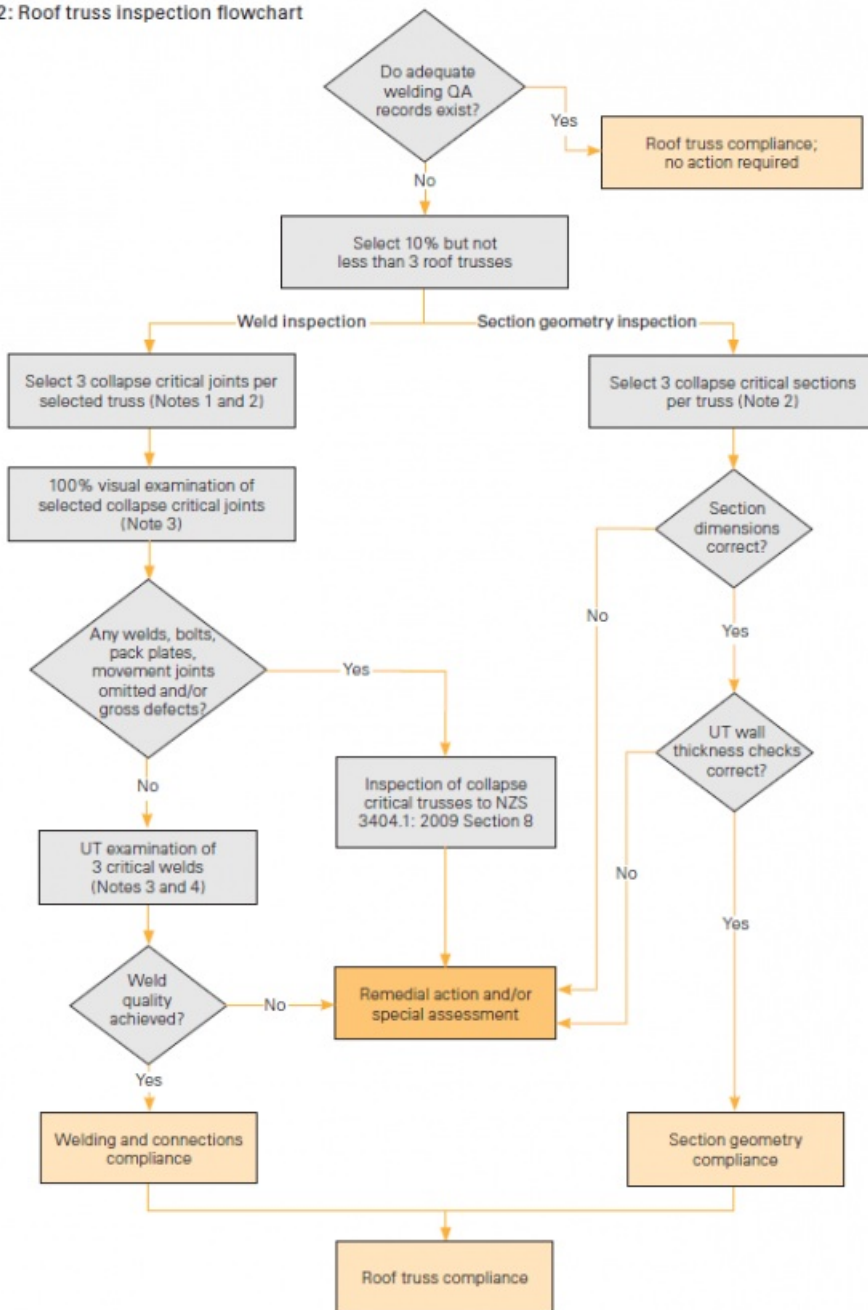 2: Roof truss inspection flowchart
Do adequate
welding QA
records exist?
Yes
Roof truss compliance;
no action required
No
Select 10% but not
less than 3 roof trusses
Weld inspection
Section geometry inspection
Select 3 collapse critical joints per
selected truss (Notes 1 and 2)
Select 3 collapse critical sections
per truss (Note 2)
100% visual examination of
selected collapse critical joints
(Note 3)
Section
dimensions
correct?
No
Yes
Any welds, bolts,
pack plates,
movement joints
omitted and/or
gross defects?
Yes
UT wall
thickness checks
correct?
No
Inspection of collapse
critical trusses to NZS
3404.1: 2009 Section 8
UT examination of
3 critical welds
(Notes 3 and 4)
No
Yes
Weld
quality
achieved?
No
Remedial action and/or
special assessment
Yes
Welding and connections
compliance
Section geometry
compliance
Roof truss compliance